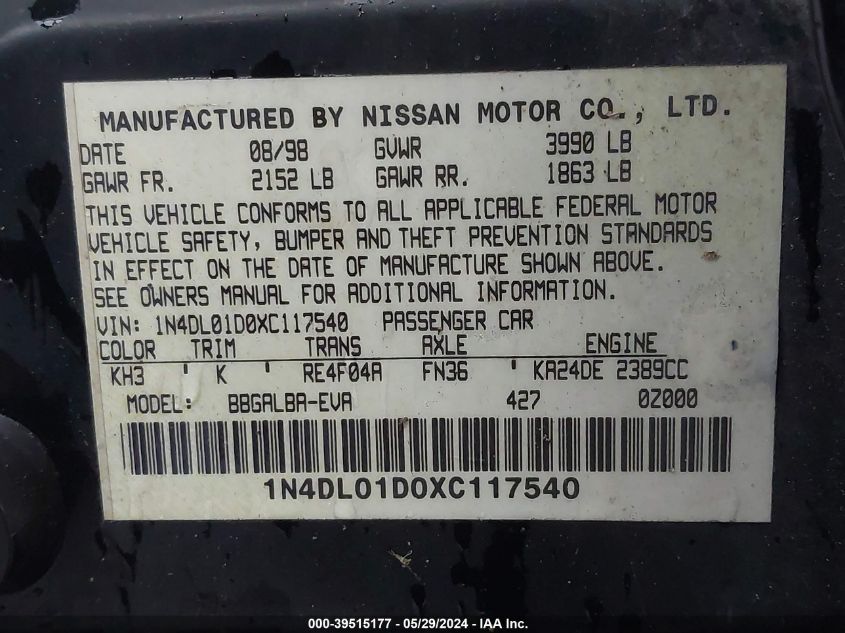 MANUFACTURED BY NISSAN MOTOR CO., LTD.
DATE 08/98 GVWR 3990 LB
GAWR FR. 2152 LB GAWR RR. 1863 LB
THIS VEHICLE CONFORMS TO ALL APPLICABLE FEDERAL MOTOR
VEHICLE SAFETY, BUMPER AND THEFT PREVENTION STANDARDS
IN EFFECT ON THE DATE OF MANUFACTURE SHOWN ABOVE.
SEE OWNERS MANUAL FOR ADDITIONAL INFORMATION.
VIN: 1N4DL01D0XC117540 PASSENGER CAR
COLOR TRIM TRANS AXLE ENGINE
KH3 ' K ' RE4F04A FN36 ' KA24DE 2389CC
MODEL: BBGALBA-EVA 427 0Z000
1N4DL01D0XC117540
000-39515177 - 05/29/2024 - IAA Inc.